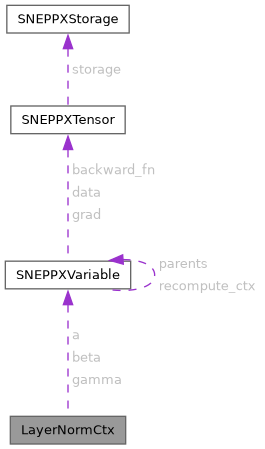 SNEPPXStorage
storage
SNEPPXTensor
backward_fn
data
grad
SNEPPXVariable
parents
recompute_ctx
a
beta
gamma
LayerNormCtx